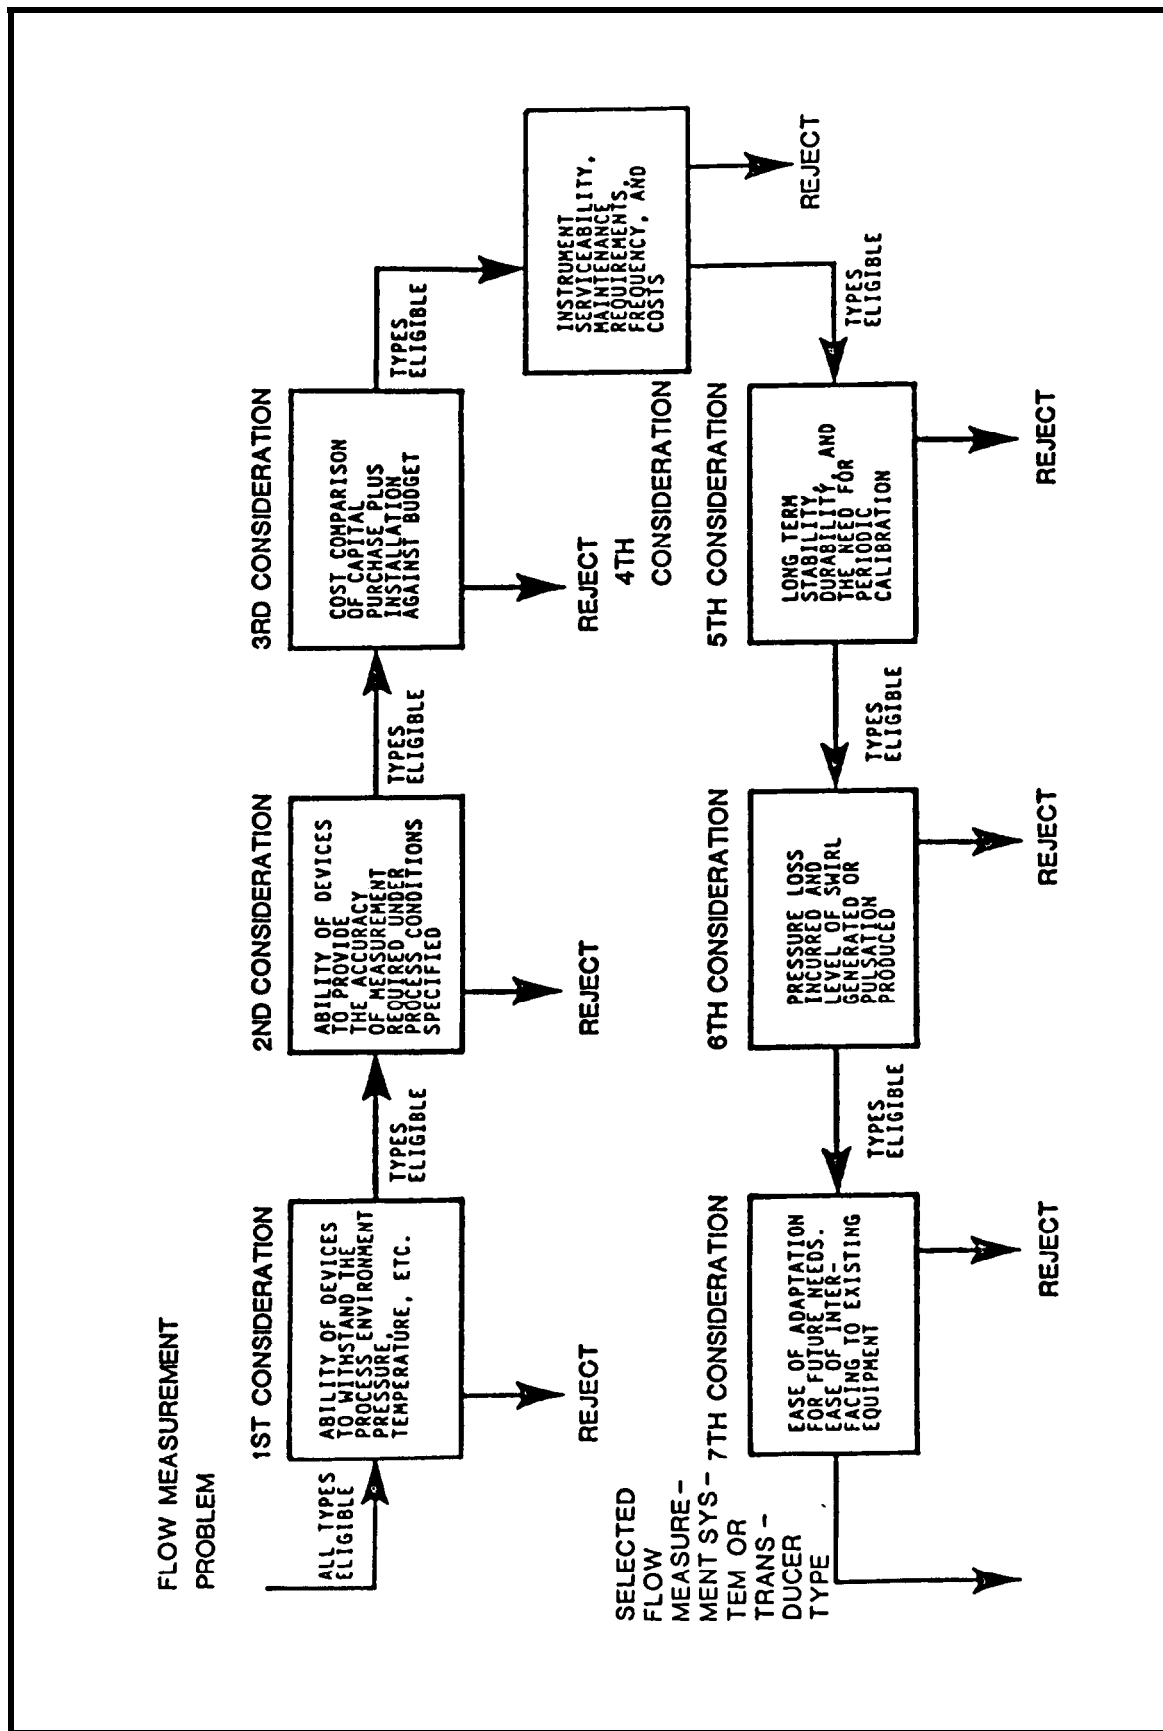 FLOW MEASUREMENT
PROBLEM
ALL TYPES
ELIGIBLE
1ST CONSIDERATION
ABILITY OF DEVICES
TO WITHSTAND THE
PROCESS ENVIRONMENT
PRESSURE,
TEMPERATURE, ETC.
REJECT
TYPES
ELIGIBLE
2ND CONSIDERATION
ABILITY OF DEVICES
TO PROVIDE
THE ACCURACY
OF MEASUREMENT
REQUIRED UNDER
PROCESS CONDITIONS
SPECIFIED
REJECT
TYPES
ELIGIBLE
3RD CONSIDERATION
COST COMPARISON
OF CAPITAL
PURCHASE PLUS
INSTALLATION
AGAINST BUDGET
REJECT
TYPES
ELIGIBLE
4TH
CONSIDERATION
INSTRUMENT
SERVICEABILITY,
MAINTENANCE
REQUIREMENTS,
FREQUENCY, AND
COSTS
REJECT
TYPES
ELIGIBLE
5TH CONSIDERATION
LONG TERM
STABILITY,
DURABILITY, AND
THE NEED FOR
PERIODIC
CALIBRATION
REJECT
TYPES
ELIGIBLE
6TH CONSIDERATION
PRESSURE LOSS
INCURRED AND
LEVEL OF SWIRL
GENERATED OR
PULSATION
PRODUCED
REJECT
TYPES
ELIGIBLE
7TH CONSIDERATION
EASE OF ADAPTATION
FOR FUTURE NEEDS.
EASE OF INTER-
FACING TO EXISTING
EQUIPMENT
REJECT
SELECTED
FLOW
MEASURE-
MENT SYS-
TEM OR
TRANS-
DUCER
TYPE